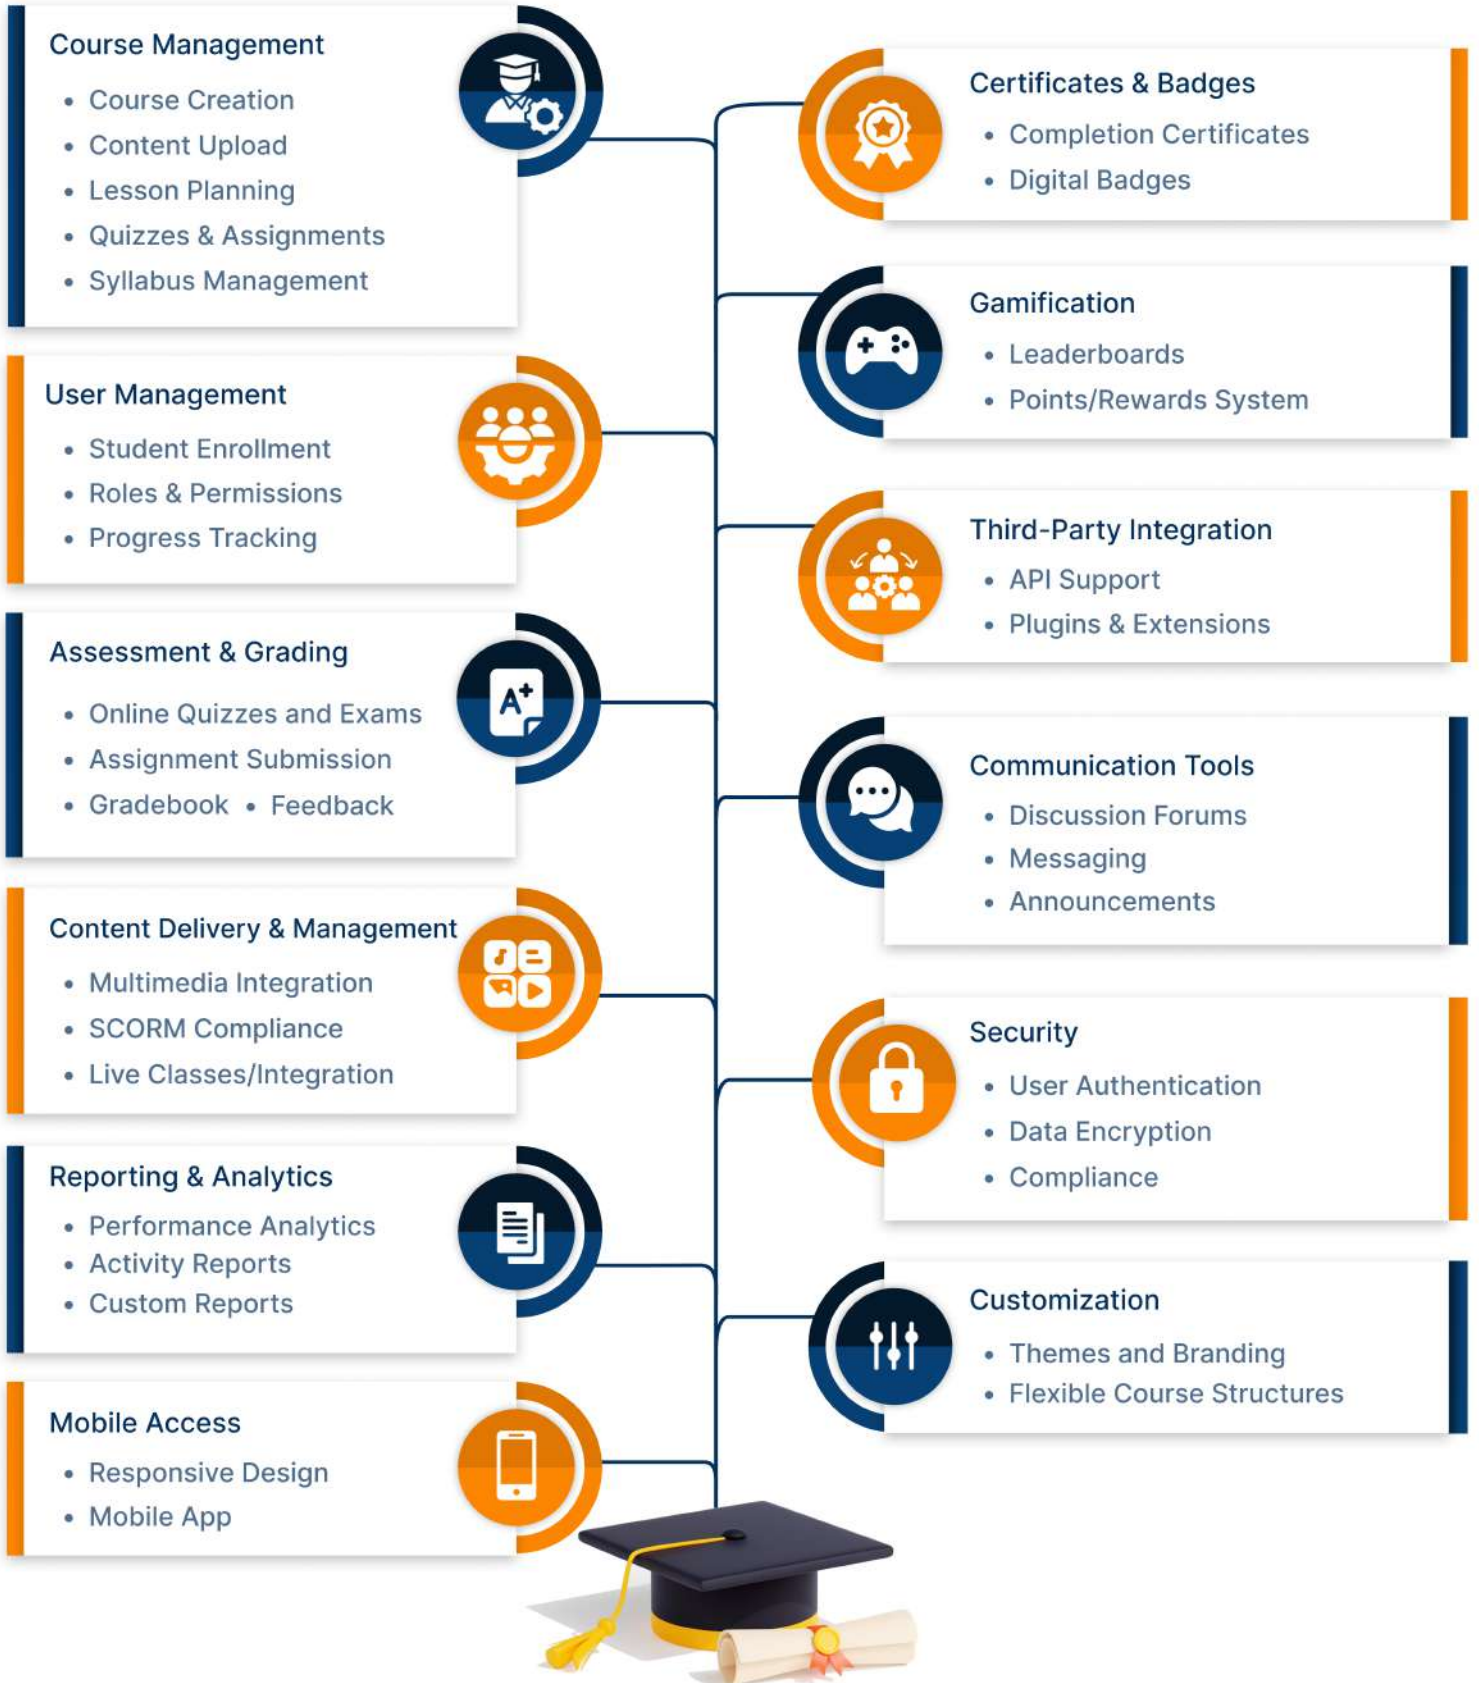 Course Management
• Course Creation
• Content Upload
• Lesson Planning
• Quizzes & Assignments
• Syllabus Management
User Management
• Student Enrollment
• Roles & Permissions
• Progress Tracking
Assessment & Grading
• Online Quizzes and Exams
• Assignment Submission
• Gradebook • Feedback
Content Delivery & Management
• Multimedia Integration
• SCORM Compliance
• Live Classes/Integration
Reporting & Analytics
• Performance Analytics
• Activity Reports
• Custom Reports
Mobile Access
• Responsive Design
• Mobile App
Certificates & Badges
• Completion Certificates
• Digital Badges
Gamification
• Leaderboards
• Points/Rewards System
Third-Party Integration
• API Support
• Plugins & Extensions
Communication Tools
• Discussion Forums
• Messaging
• Announcements
Security
• User Authentication
• Data Encryption
• Compliance
Customization
• Themes and Branding
• Flexible Course Structures
A+